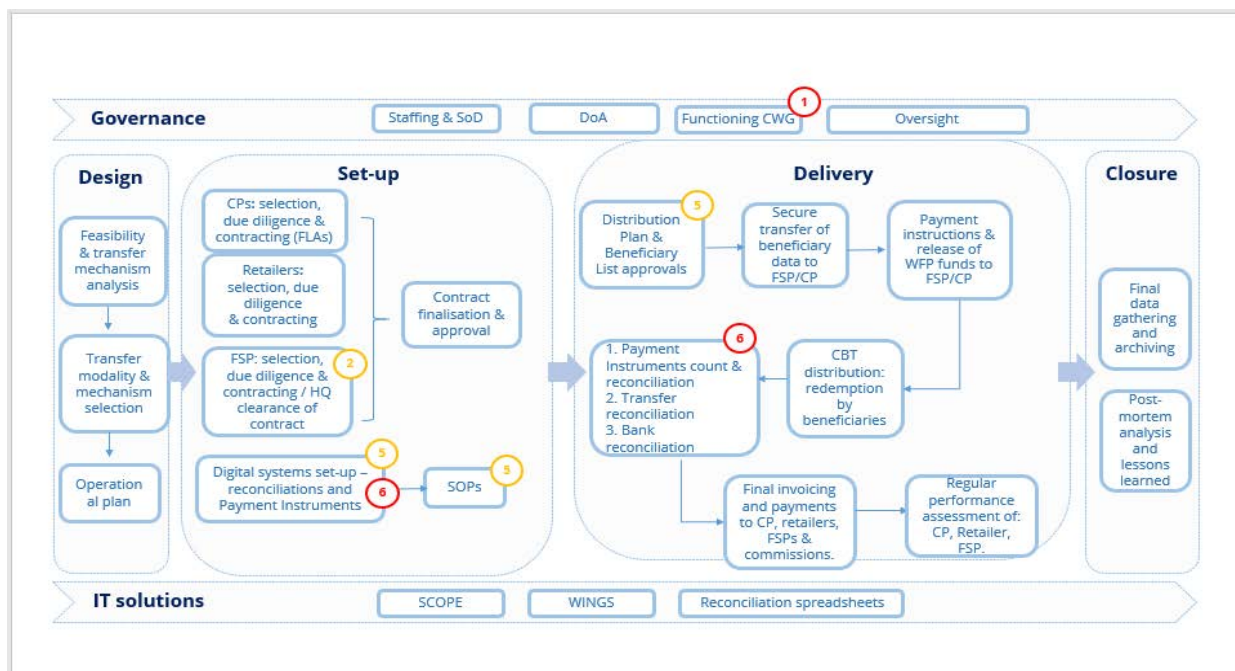 Governance
Staffing & SoD
DoA
Functioning CWG
1
Oversight
Design
Feasibility
& transfer
mechanism
analysis
Transfer
modality &
mechanism
selection
Operation
al plan
Set-up
CPs: selection,
due diligence &
contracting (FLAs)
Retailers:
selection, due
diligence
& contracting
FSP: selection,
due diligence &
contracting / HQ
clearance of
contract
2
Contract
finalisation &
approval
Digital systems set-up –
reconciliations and
Payment Instruments
5
6
SOPs
5
Delivery
Distribution
Plan &
Beneficiary
List approvals
5
Secure
transfer of
beneficiary
data to
FSP/CP
Payment
instructions &
release of
WFP funds to
FSP/CP
1. Payment
Instruments count &
reconciliation
2. Transfer
reconciliation
3. Bank
reconciliation
6
CBT
distribution:
redemption
by
beneficiaries
Final invoicing
and payments
to CP, retailers,
FSPs &
commissions.
Regular
performance
assessment of:
CP, Retailer,
FSP.
Closure
Final
data
gathering
and
archiving
Post-
mortem
analysis
and
lessons
learned
IT solutions
SCOPE
WINGS
Reconciliation spreadsheets